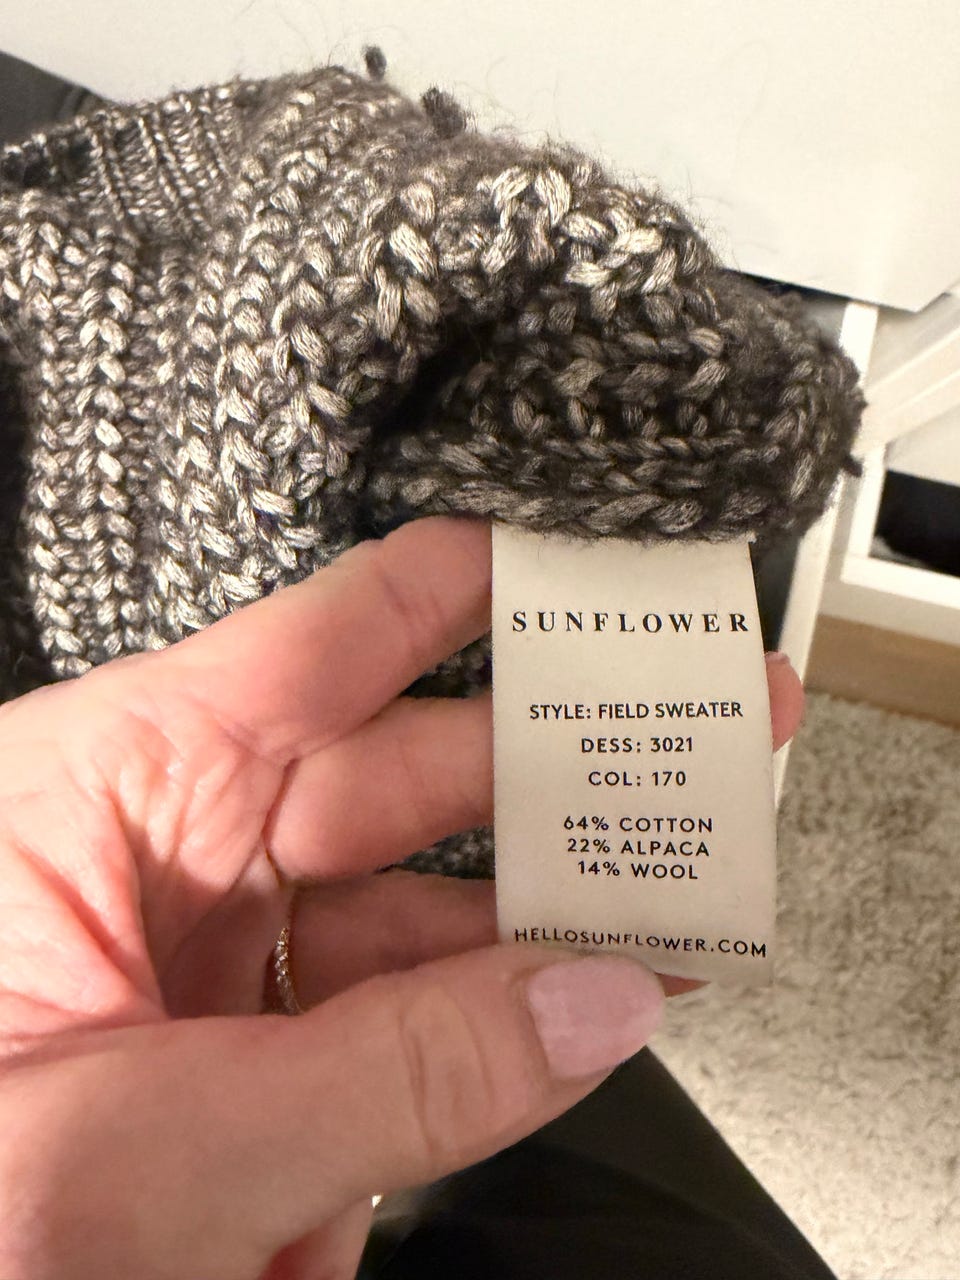 SUNFLOWER
STYLE: FIELD SWEATER
DESS: 3021
COL: 170
64% COTTON
22% ALPACA
14% WOOL
HELLOSUNFLOWER.COM